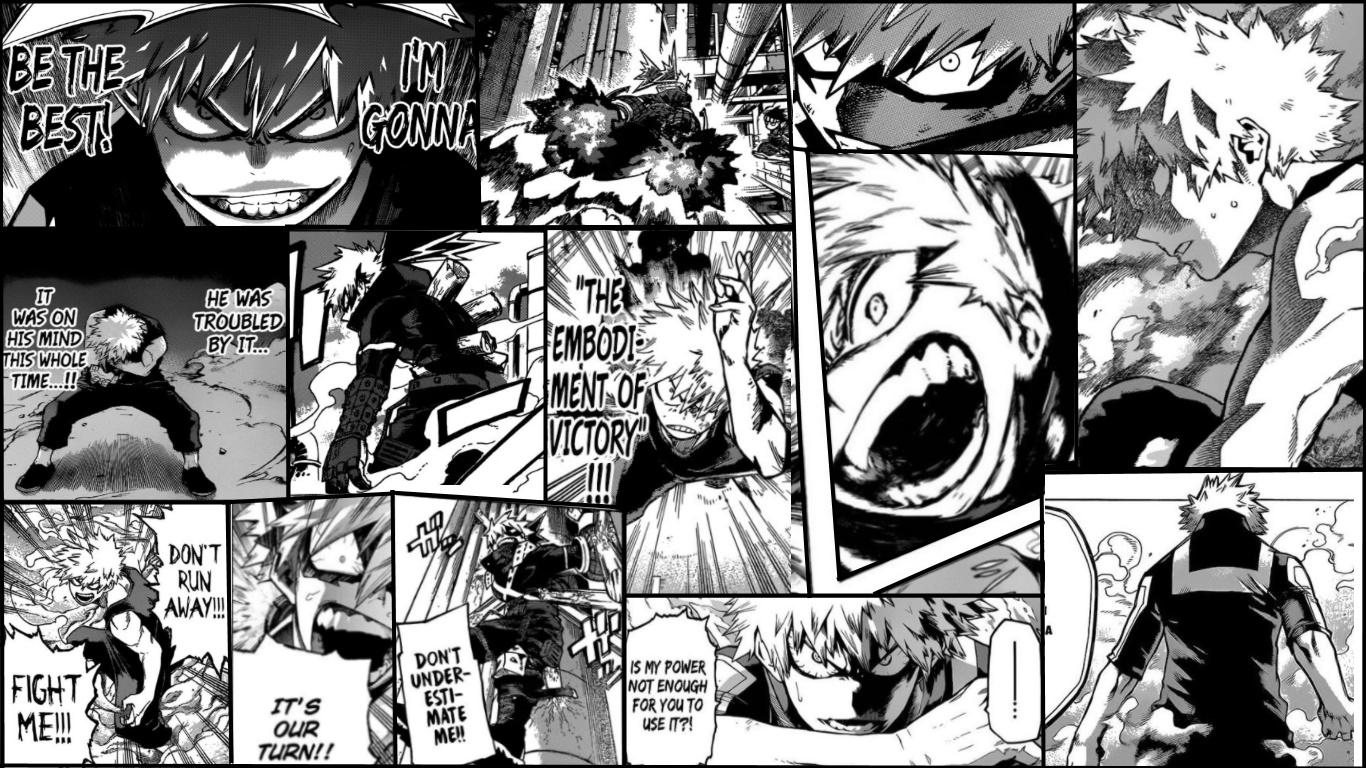 BE THE
BEST!
I'M
GONNA
IT
WAS ON
HIS MIND
THIS WHOLE
TIME...!!
HE WAS
TROUBLED
BY IT...
"THE
EMBODI-
MENT OF
VICTORY"
!!!
DON'T
RUN
AWAY!!!
FIGHT
ME!!!
IT'S
OUR
TURN!!
DON'T
UNDER-
ESTI-
MATE
ME!!
IS MY POWER
NOT ENOUGH
FOR YOU TO
USE IT?!